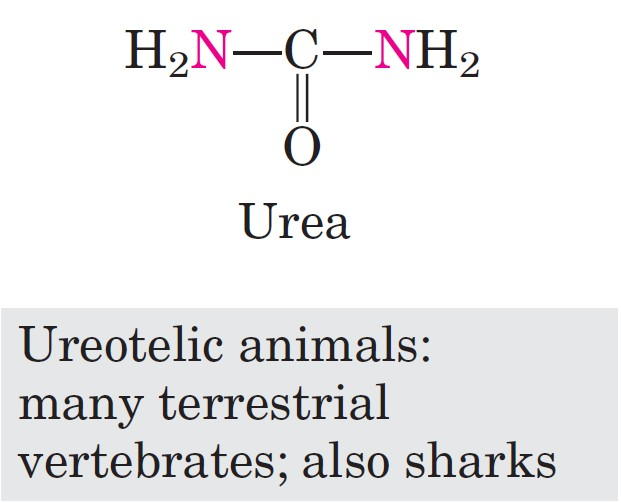 H₂N—C—NH₂
||
O
Urea
Ureotelic animals:
many terrestrial
vertebrates; also sharks